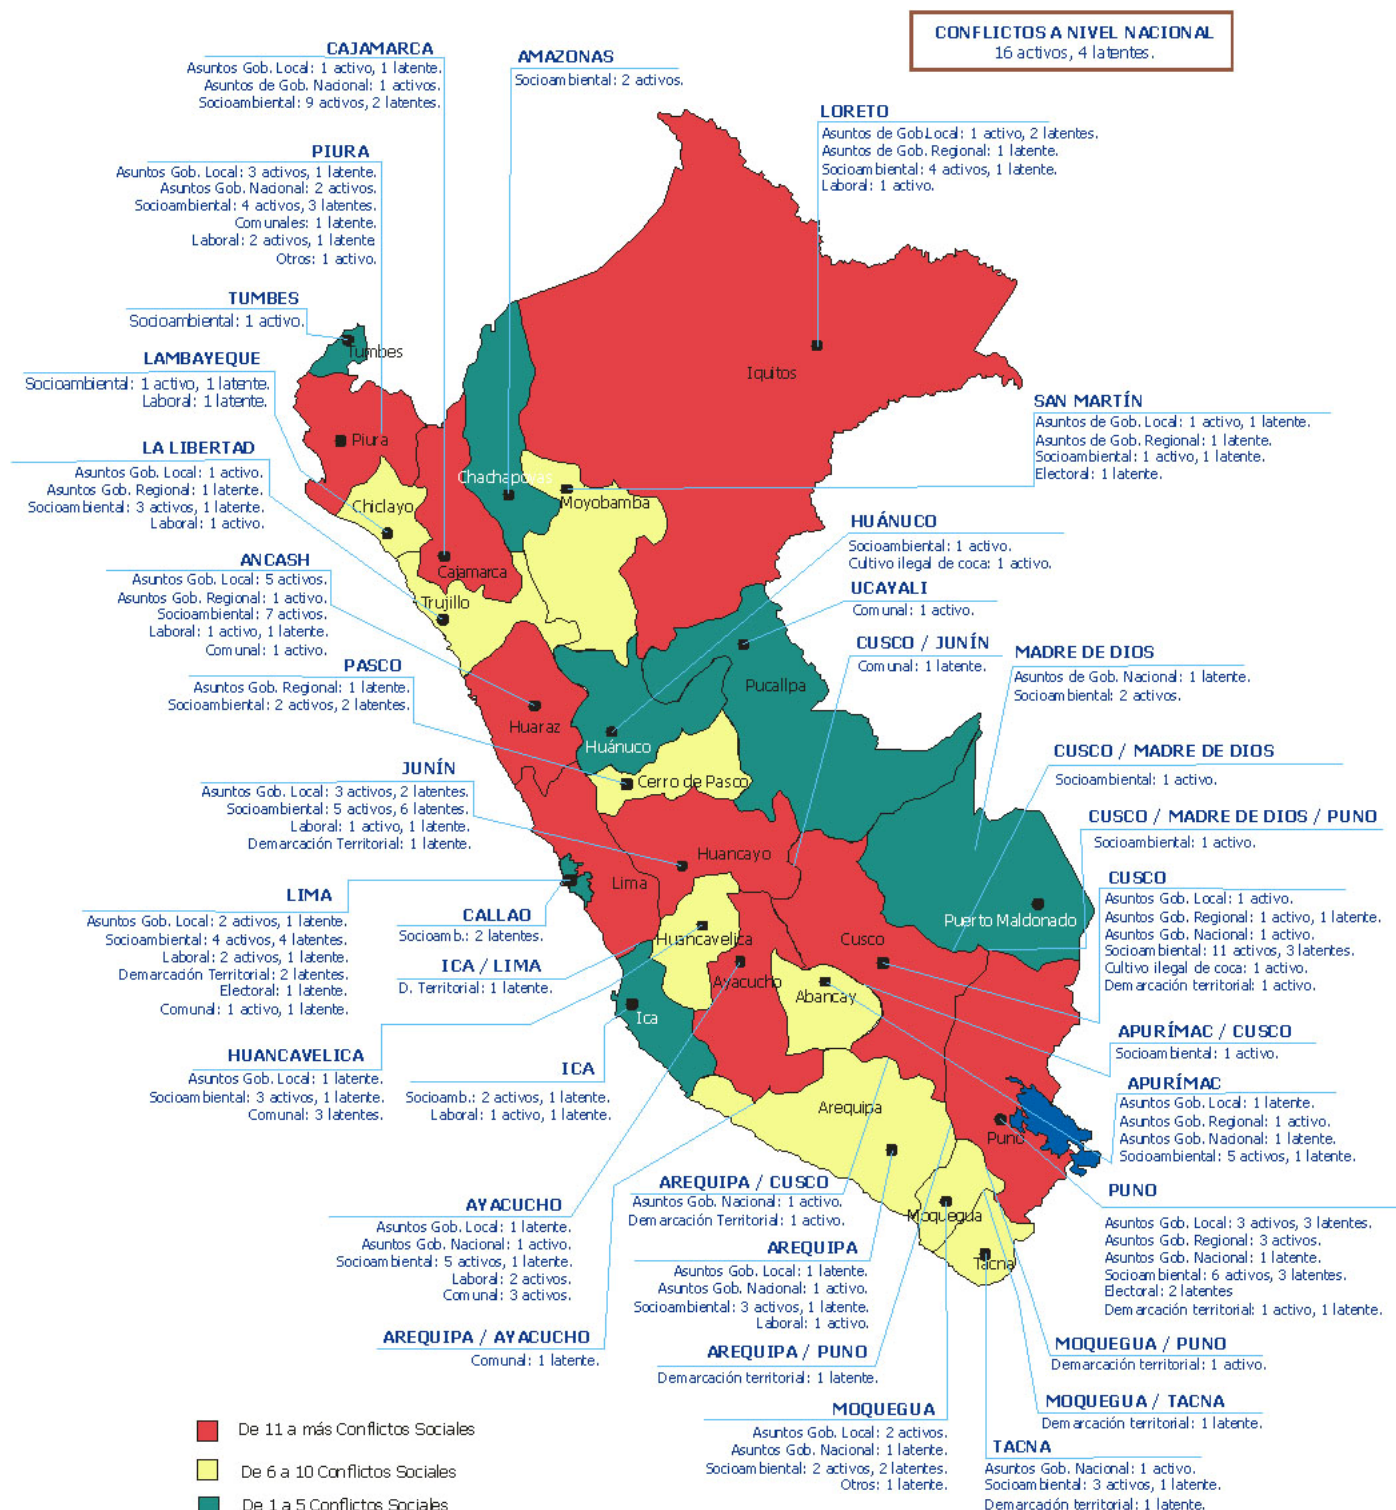 CONFLICTOS A NIVEL NACIONAL
16 activos, 4 latentes.
CAJAMARCA
Asuntos Gob. Local: 1 activo, 1 latente.
Asuntos de Gob. Nacional: 1 activos.
Socioambiental: 9 activos, 2 latentes.
AMAZONAS
Socioambiental: 2 activos.
LORETO
Asuntos de Gob.Local: 1 activo, 2 latentes.
Asuntos de Gob. Regional: 1 latente.
Socioambiental: 4 activos, 1 latente.
Laboral: 1 activo.
PIURA
Asuntos Gob. Local: 3 activos, 1 latente.
Asuntos Gob. Nacional: 2 activos.
Socioambiental: 4 activos, 3 latentes.
Comunales: 1 latente.
Laboral: 2 activos, 1 latente
Otros: 1 activo.
TUMBES
Socioambiental: 1 activo.
Tumbes
LAMBAYEQUE
Socioambiental: 1 activo, 1 latente.
Laboral: 1 latente.
Iquitos
SAN MARTÍN
Asuntos de Gob. Local: 1 activo, 1 latente.
Asuntos de Gob. Regional: 1 latente.
Socioambiental: 1 activo, 1 latente.
Electoral: 1 latente.
LA LIBERTAD
Asuntos Gob. Local: 1 activo.
Asuntos Gob. Regional: 1 latente.
Socioambiental: 3 activos, 1 latente.
Laboral: 1 activo.
Piura
Chachapoyas
Chiclayo
Moyobamba
HUÁNUCO
Socioambiental: 1 activo.
Cultivo ilegal de coca: 1 activo.
ANCASH
Asuntos Gob. Local: 5 activos.
Asuntos Gob. Regional: 1 activo.
Socioambiental: 7 activos.
Laboral: 1 activo, 1 latente.
Comunal: 1 activo.
Cajamarca
Trujillo
UCAYALI
Comunal: 1 activo.
CUSCO / JUNÍN
Comunal: 1 latente.
MADRE DE DIOS
Asuntos de Gob. Nacional: 1 latente.
Socioambiental: 2 activos.
PASCO
Asuntos Gob. Regional: 1 latente.
Socioambiental: 2 activos, 2 latentes.
Pucallpa
Huaraz
Huánuco
Cerro de Pasco
CUSCO / MADRE DE DIOS
Socioambiental: 1 activo.
JUNÍN
Asuntos Gob. Local: 3 activos, 2 latentes.
Socioambiental: 5 activos, 6 latentes.
Laboral: 1 activo, 1 latente.
Demarcación Territorial: 1 latente.
CUSCO / MADRE DE DIOS / PUNO
Socioambiental: 1 activo.
Huancayo
Lima
CUSCO
Asuntos Gob. Local: 1 activo.
Asuntos Gob. Regional: 1 activo, 1 latente.
Asuntos Gob. Nacional: 1 activo.
Socioambiental: 11 activos, 3 latentes.
Cultivo ilegal de coca: 1 activo.
Demarcación territorial: 1 activo.
LIMA
Asuntos Gob. Local: 2 activos, 1 latente.
Socioambiental: 4 activos, 4 latentes.
Laboral: 2 activos, 1 latente.
Demarcación Territorial: 2 latentes.
Electoral: 1 latente.
Comunal: 1 activo, 1 latente.
CALLAO
Socioamb.: 2 latentes.
ICA / LIMA
D. Territorial: 1 latente.
Puerto Maldonado
Huancavelica
Cusco
Ayacucho
Abancay
Ica
APURÍMAC / CUSCO
Socioambiental: 1 activo.
HUANCAVELICA
Asuntos Gob. Local: 1 latente.
Socioambiental: 3 activos, 1 latente.
Comunal: 3 latentes.
ICA
Socioamb.: 2 activos, 1 latente.
Laboral: 1 activo, 1 latente.
APURÍMAC
Asuntos Gob. Local: 1 latente.
Asuntos Gob. Regional: 1 activo.
Asuntos Gob. Nacional: 1 latente.
Socioambiental: 5 activos, 1 latente.
Arequipa
Puno
AYACUCHO
Asuntos Gob. Local: 1 latente.
Asuntos Gob. Nacional: 1 activo.
Socioambiental: 5 activos, 1 latente.
Laboral: 2 activos.
Comunal: 3 activos.
AREQUIPA / CUSCO
Asuntos Gob. Nacional: 1 activo.
Demarcación Territorial: 1 activo.
PUNO
Asuntos Gob. Local: 3 activos, 3 latentes.
Asuntos Gob. Regional: 3 activos.
Asuntos Gob. Nacional: 1 latente.
Socioambiental: 6 activos, 3 latentes.
Electoral: 2 latentes
Demarcación territorial: 1 activo, 1 latente.
Moquegua
Tacna
AREQUIPA
Asuntos Gob. Local: 1 latente.
Asuntos Gob. Nacional: 1 activo.
Socioambiental: 3 activos, 1 latente.
Laboral: 1 activo.
AREQUIPA / AYACUCHO
Comunal: 1 latente.
AREQUIPA / PUNO
Demarcación territorial: 1 latente.
MOQUEGUA / PUNO
Demarcación territorial: 1 activo.
MOQUEGUA / TACNA
Demarcación territorial: 1 latente.
MOQUEGUA
Asuntos Gob. Local: 2 activos.
Asuntos Gob. Nacional: 1 latente.
Socioambiental: 2 activos, 2 latentes.
Otros: 1 latente.
TACNA
Asuntos Gob. Nacional: 1 activo.
Socioambiental: 3 activos, 1 latente.
Demarcación territorial: 1 latente.
De 11 a más Conflictos Sociales
De 6 a 10 Conflictos Sociales
De 1 a 5 Conflictos Sociales